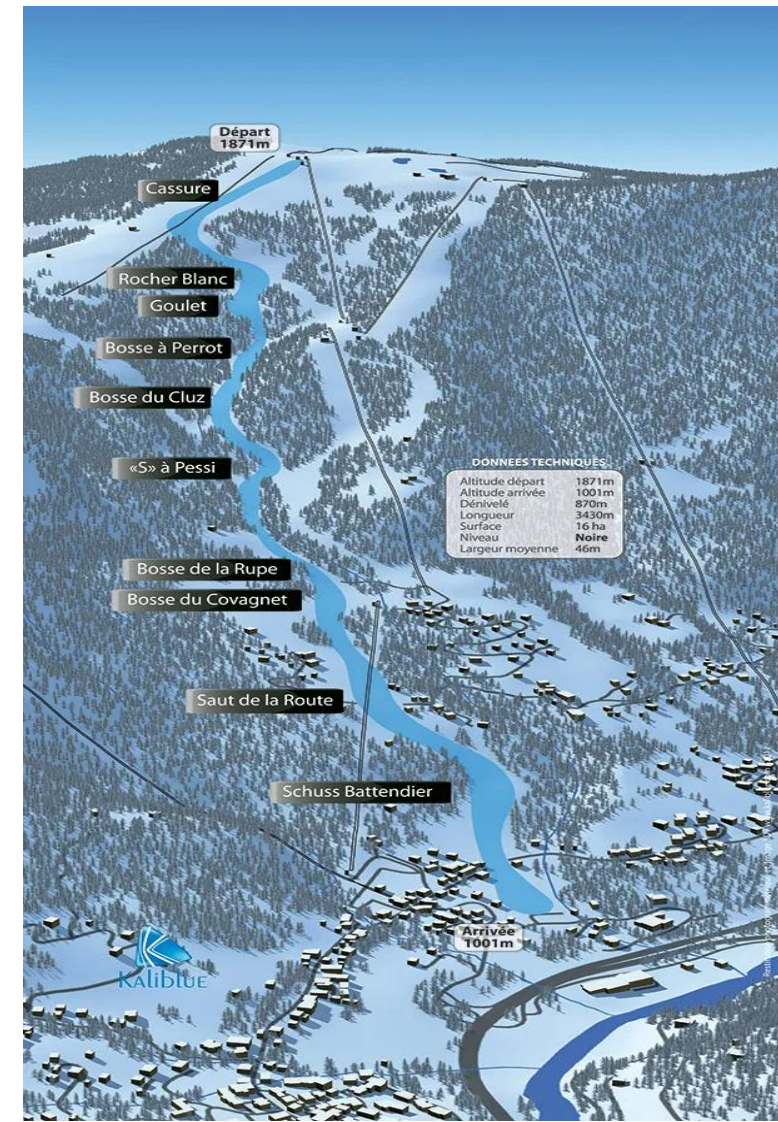 Départ
1871m
Cassure
Rocher Blanc
Goulet
Bosse à Perrot
Bosse du Cluz
«S» à Pessi
DONNEES TECHNIQUES
Altitude départ 1871m
Altitude arrivée 1001m
Dénivelé 870m
Longueur 3430m
Surface 16 ha
Niveau Noire
Largeur moyenne 46m
Bosse de la Rupe
Bosse du Covagnet
Saut de la Route
Schuss Battendier
Arrivée
1001m
KALIBLUE